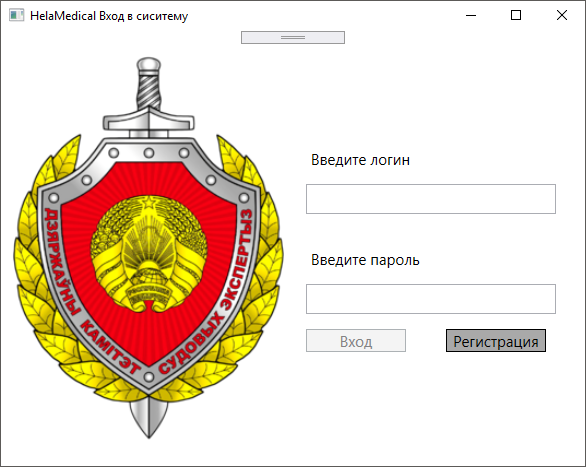 HelaMedical Вход в сиситему
Введите логин
Введите пароль
Вход
Регистрация
ДЗЯРЖАЎНЫ КАМІТЭТ СУДОВЫХ ЭКСПЕРТЫЗ